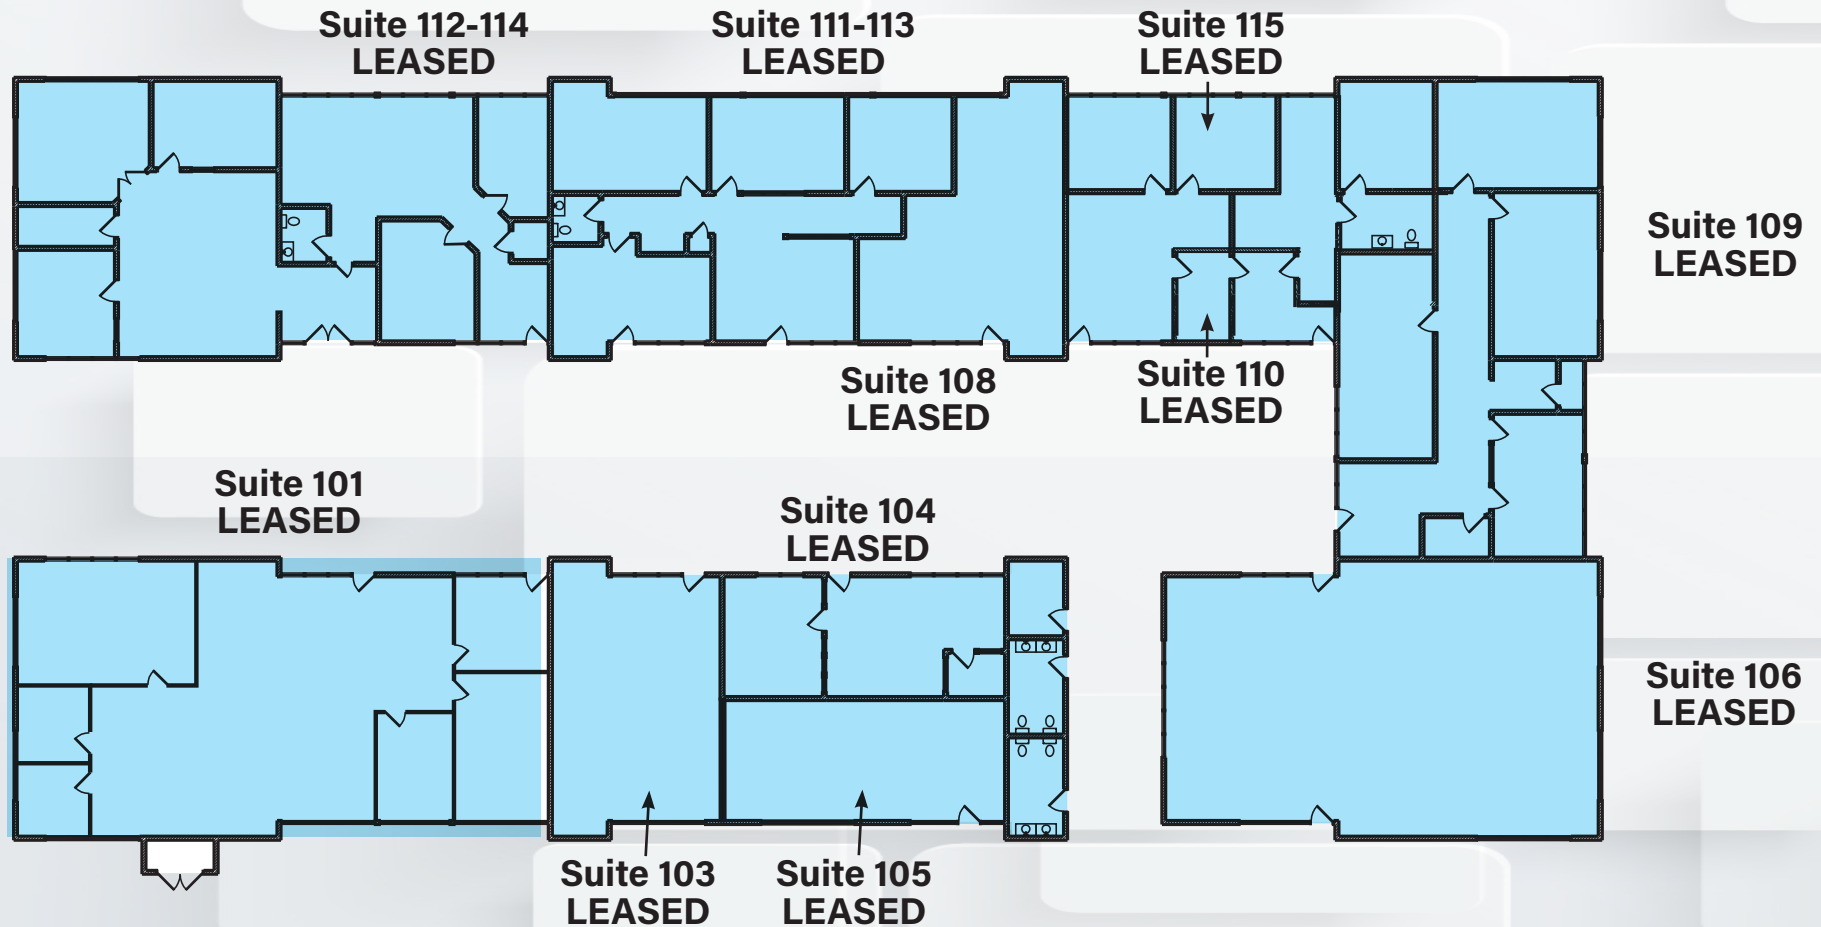 Suite 112-114
LEASED
Suite 111-113
LEASED
Suite 115
LEASED
Suite 109
LEASED
Suite 108
LEASED
Suite 110
LEASED
Suite 101
LEASED
Suite 104
LEASED
Suite 106
LEASED
Suite 103
LEASED
Suite 105
LEASED